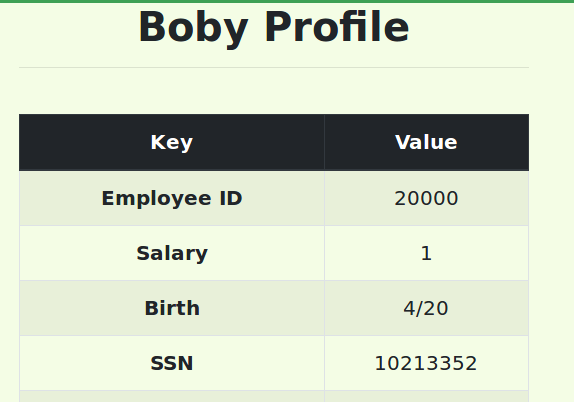 Boby Profile
Key Value
Employee ID 20000
Salary 1
Birth 4/20
SSN 10213352